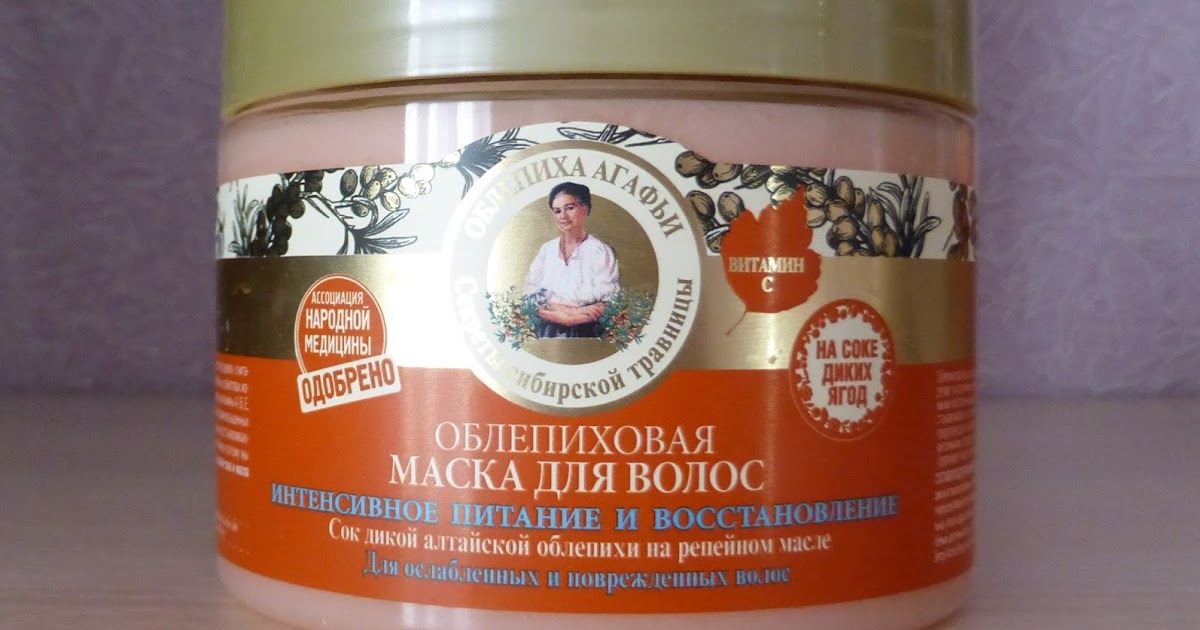 ОБЛЕПИХА АГАФЬИ
сибирской травницы
ВИТАМИН
С
АССОЦИАЦИЯ
НАРОДНОЙ
МЕДИЦИНЫ
ОДОБРЕНО
НА СОКЕ
ДИКИХ
ЯГОД
ОБЛЕПИХОВАЯ
МАСКА ДЛЯ ВОЛОС
ИНТЕНСИВНОЕ ПИТАНИЕ И ВОССТАНОВЛЕНИЕ
Сок дикой алтайской облепихи на репейном масле
Для ослабленных и поврежденных волос